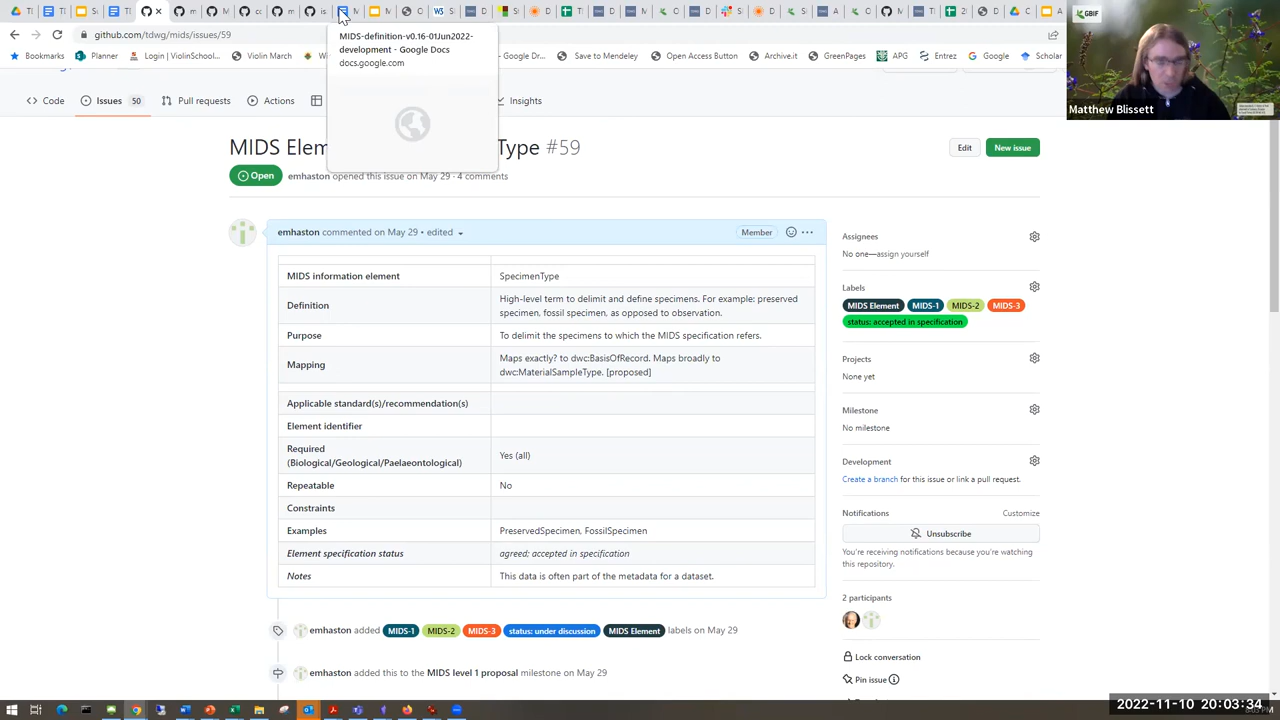 MIDS-definition-v0.16-01Jun2022-
development - Google Docs
docs.google.com
github.com/tdwg/mids/issues/59
Bookmarks
Planner
Login | ViolinSchool...
Violin March
Google Dr...
Save to Mendeley
Open Access Button
Archive.it
GreenPages
APG
Entrez
Google
Scholar
GBIF
Matthew Blissett
Code
Issues 50
Pull requests
Actions
Insights
MIDS Elem
Type #59
Edit
New issue
Open
emhaston opened this issue on May 29 · 4 comments
emhaston commented on May 29 • edited
Member
MIDS information element
SpecimenType
Definition
High-level term to delimit and define specimens. For example: preserved
specimen, fossil specimen, as opposed to observation.
Purpose
To delimit the specimens to which the MIDS specification refers.
Mapping
Maps exactly? to dwc:BasisOfRecord. Maps broadly to
dwc:MaterialSampleType. [proposed]
Applicable standard(s)/recommendation(s)
Element identifier
Required
(Biological/Geological/Paelaeontological)
Yes (all)
Repeatable
No
Constraints
Examples
PreservedSpecimen, FossilSpecimen
Element specification status
agreed: accepted in specification
Notes
This data is often part of the metadata for a dataset.
emhaston added MIDS-1 MIDS-2 MIDS-3 status: under discussion MIDS Element labels on May 29
emhaston added this to the MIDS level 1 proposal milestone on May 29
Assignees
No one—assign yourself
Labels
MIDS Element MIDS-1 MIDS-2 MIDS-3
status: accepted in specification
Projects
None yet
Milestone
No milestone
Development
Create a branch for this issue or link a pull request.
Notifications
Customize
Unsubscribe
You're receiving notifications because you're watching
this repository.
2 participants
Lock conversation
Pin issue
2022-11-10 20:03:34